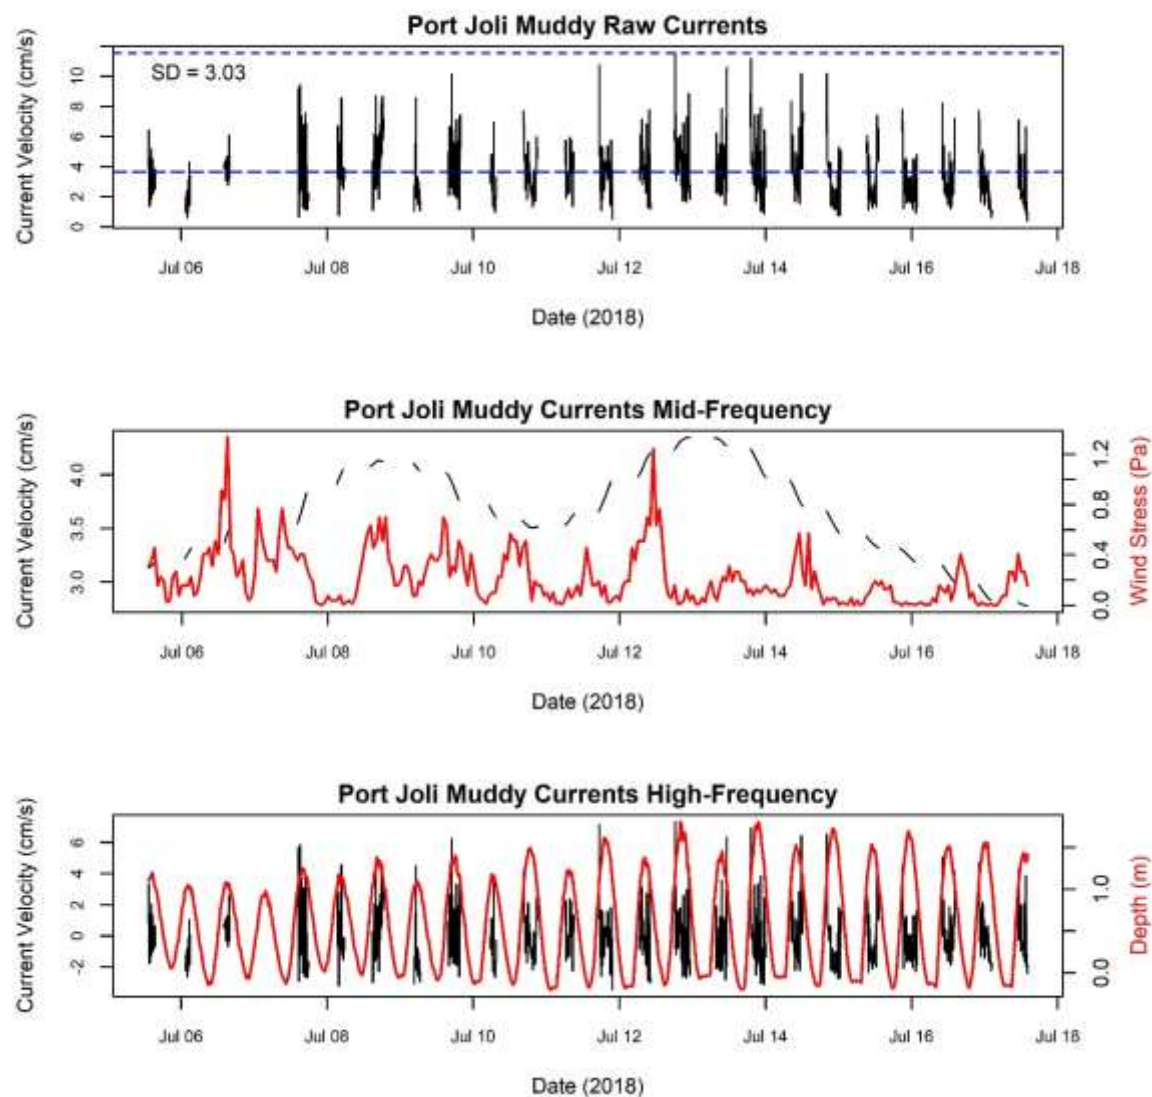 Port Joli Muddy Raw Currents
Current Velocity (cm/s)
10
8
6
4
2
0
SD = 3.03
Jul 06 Jul 08 Jul 10 Jul 12 Jul 14 Jul 16 Jul 18
Date (2018)
Port Joli Muddy Currents Mid-Frequency
Current Velocity (cm/s)
4.0
3.5
3.0
1.2
0.8
0.4
0.0
Wind Stress (Pa)
Jul 06 Jul 08 Jul 10 Jul 12 Jul 14 Jul 16 Jul 18
Date (2018)
Port Joli Muddy Currents High-Frequency
Current Velocity (cm/s)
6
4
2
0
-2
1.0
0.0
Depth (m)
Jul 06 Jul 08 Jul 10 Jul 12 Jul 14 Jul 16 Jul 18
Date (2018)